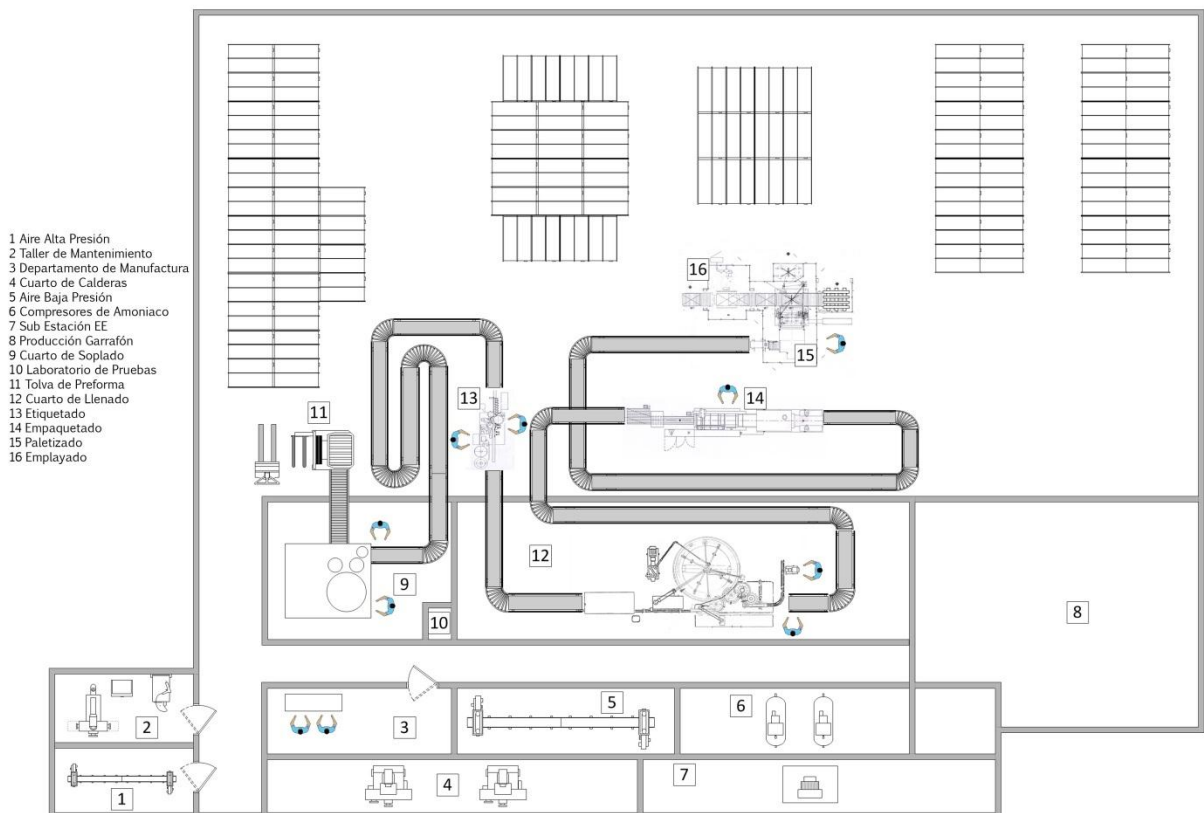 1 Aire Alta Presión
2 Taller de Mantenimiento
3 Departamento de Manufactura
4 Cuarto de Calderas
5 Aire Baja Presión
6 Compresores de Amoniaco
7 Sub Estación EE
8 Producción Garrafón
9 Cuarto de Soplado
10 Laboratorio de Pruebas
11 Tolva de Preforma
12 Cuarto de Llenado
13 Etiquetado
14 Empaquetado
15 Paletizado
16 Emplayado
16
15
13
14
11
12
9
10
8
5
6
2
3
7
4
1